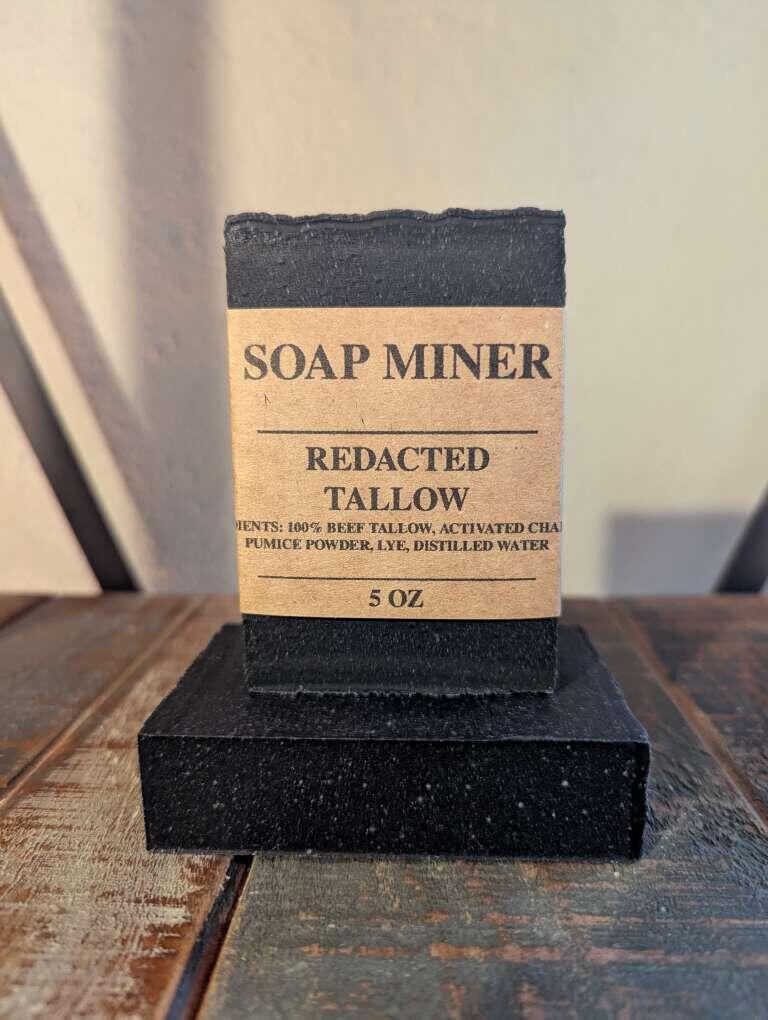 SOAP MINER
REDACTED
TALLOW
100% BEEF TALLOW, ACTIVATED
PUMICE POWDER, LYE, DISTILLED WATER
5 OZ